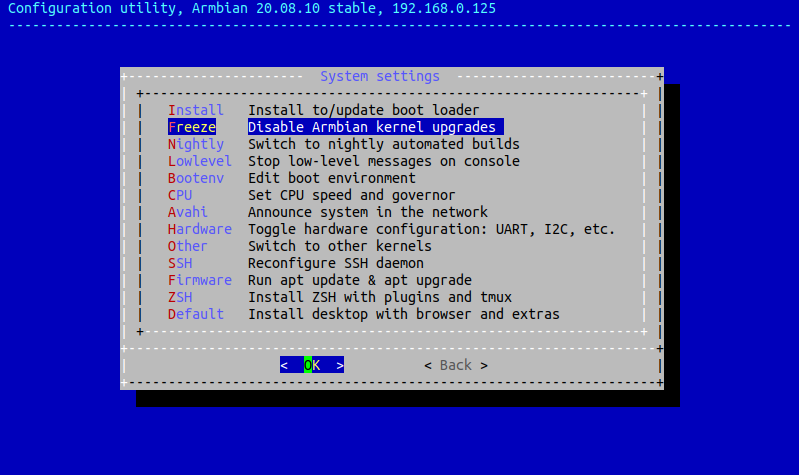 Configuration utility, Armbian 20.08.10 stable, 192.168.0.125
System settings
Install Install to/update boot loader
Freeze Disable Armbian kernel upgrades
Nightly Switch to nightly automated builds
Lowlevel Stop low-level messages on console
Bootenv Edit boot environment
CPU Set CPU speed and governor
Avahi Announce system in the network
Hardware Toggle hardware configuration: UART, I2C, etc.
Other Switch to other kernels
SSH Reconfigure SSH daemon
Firmware Run apt update & apt upgrade
ZSH Install ZSH with plugins and tmux
Default Install desktop with browser and extras
< OK > < Back >